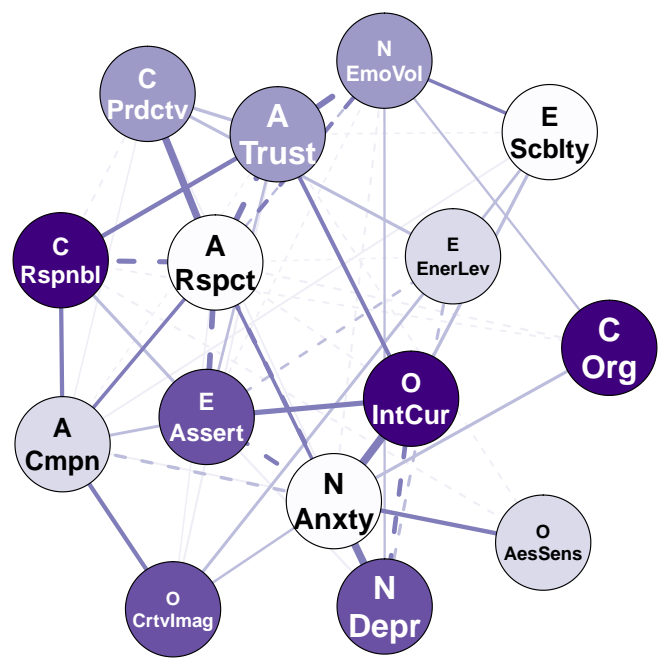 N
EmoVol
C
Prdctv
A
Trust
E
Scblty
C
Rspnbl
A
Rspct
E
EnerLev
C
Org
E
Assert
O
IntCur
A
Cmpn
N
Anxty
O
AesSens
O
CrtvImag
N
Depr